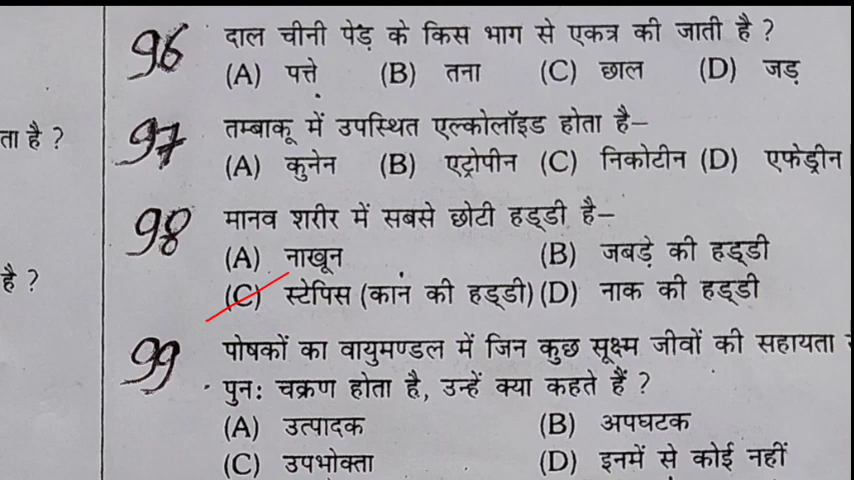 96 दाल चीनी पेड़ के किस भाग से एकत्र की जाती है ?
(A) पत्ते (B) तना (C) छाल (D) जड़
ता है ?
97 तम्बाकू में उपस्थित एल्कोलॉइड होता है–
(A) कुनेन (B) एट्रोपीन (C) निकोटीन (D) एफेड्रीन
98 मानव शरीर में सबसे छोटी हड्डी है–
(A) नाखून (B) जबड़े की हड्डी
है ?
(C) स्टेपिस (कान की हड्डी) (D) नाक की हड्डी
99 पोषकों का वायुमण्डल में जिन कुछ सूक्ष्म जीवों की सहायता
पुनः चक्रण होता है, उन्हें क्या कहते हैं ?
(A) उत्पादक (B) अपघटक
(C) उपभोक्ता (D) इनमें से कोई नहीं